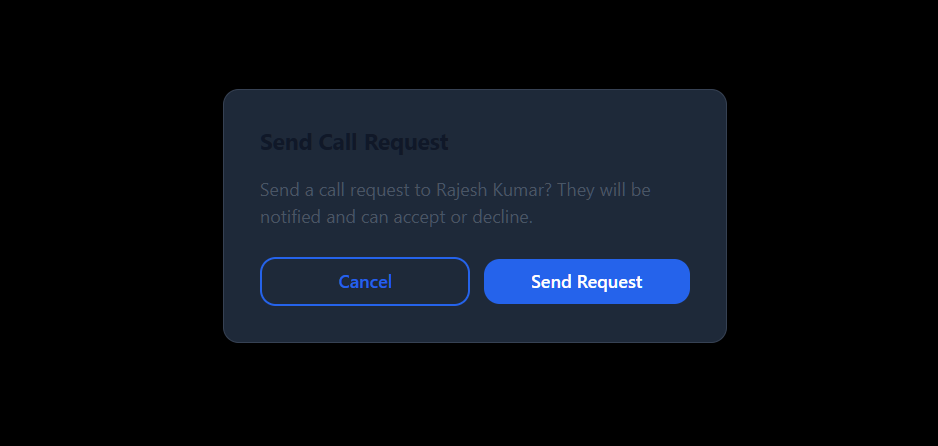 Send Call Request
Send a call request to Rajesh Kumar? They will be
notified and can accept or decline.
Cancel
Send Request